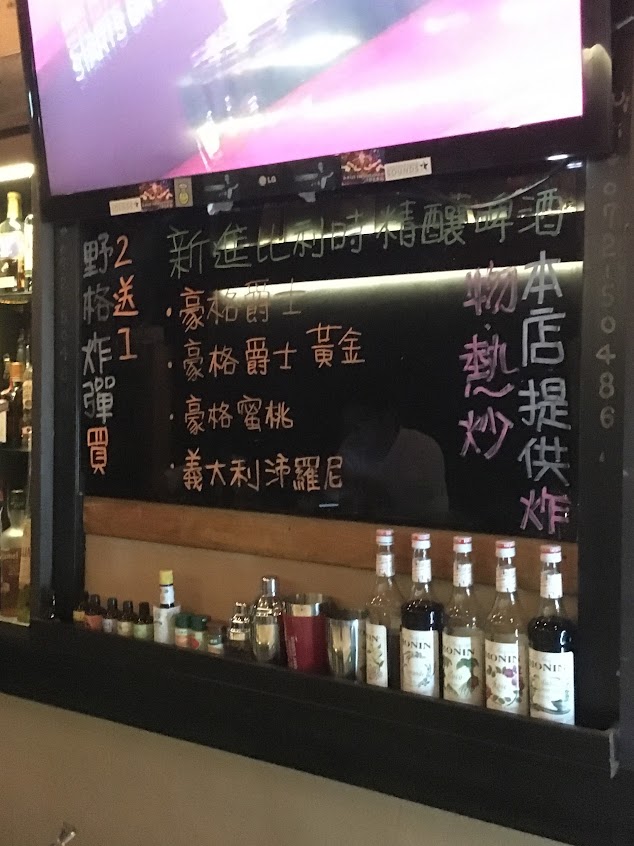 LG
SOUNDS
新進比利時精釀啤酒
·豪格爵士
·豪格爵士 黃金
·豪格蜜桃
·義大利沛羅尼
本店提供炸
物.熱炒
野格炸彈買
2送1
072150486
MONIN
MONIN
MONIN
MONIN